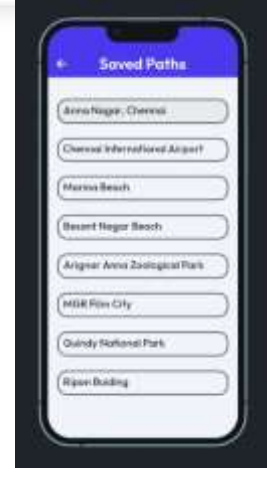 Saved Paths
Anna Nagar, Chennai
Chennai International Airport
Marina Beach
Besant Nagar Beach
Arignar Anna Zoological Park
MGR Film City
Guindy National Park
Ripon Building